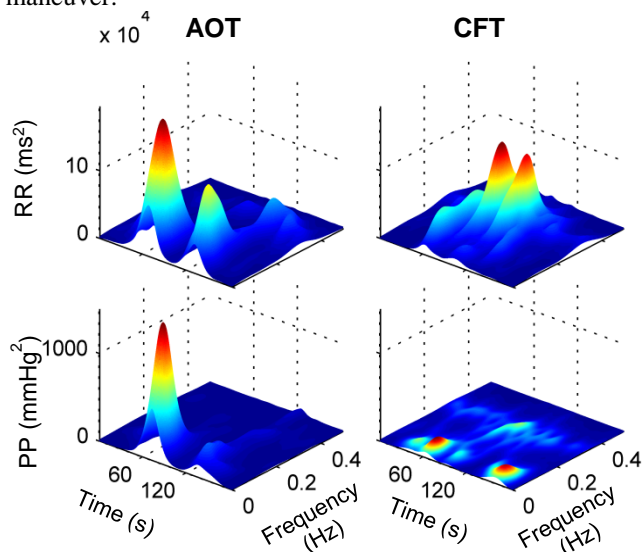 maneuver.
x 10⁴
AOT
CFT
RR (ms²)
10
0
PP (mmHg²)
1000
0
60
120
Time (s)
0
0.2
0.4
Frequency
(Hz)
60
120
Time (s)
0
0.2
0.4
Frequency
(Hz)